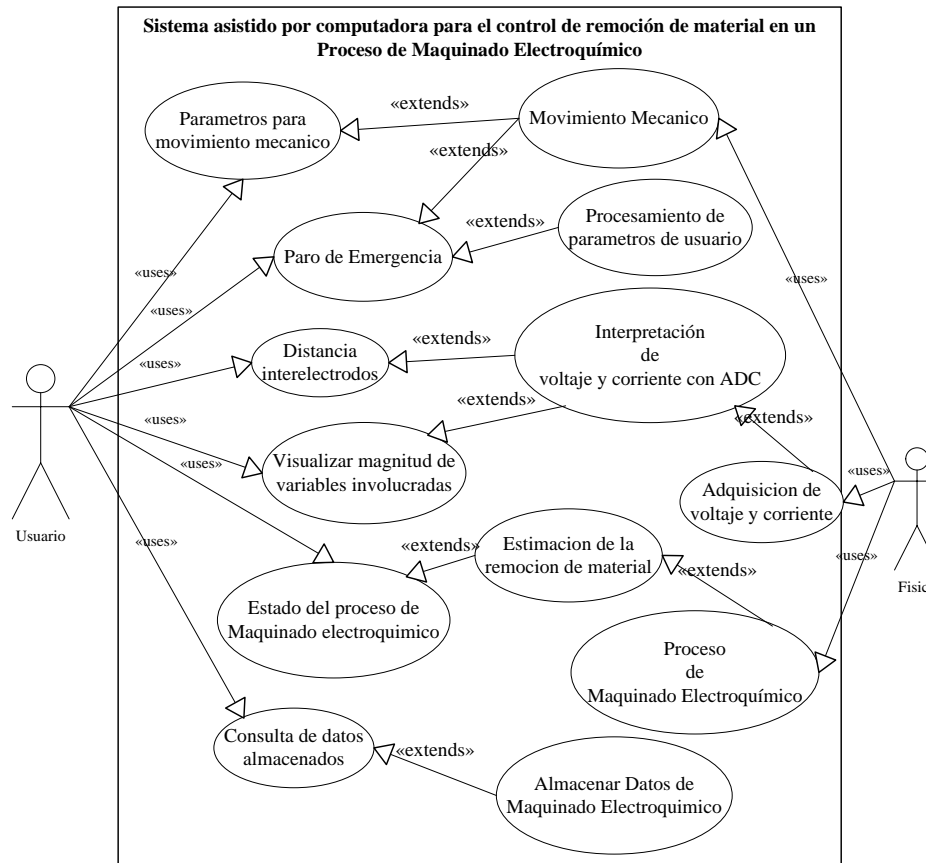 Sistema asistido por computadora para el control de remoción de material en un
Proceso de Maquinado Electroquímico
Parametros para
movimiento mecanico
«extends»
Movimiento Mecanico
«extends»
Procesamiento de
parametros de usuario
«extends»
Paro de Emergencia
«uses»
«uses»
«uses»
Distancia
interelectrodos
«extends»
Interpretación
de
voltaje y corriente con ADC
«uses»
«extends»
«extends»
«uses»
Visualizar magnitud de
variables involucradas
«uses»
Adquisicion de
voltaje y corriente
«uses»
Usuario
«uses»
«extends»
Estimacion de la
remocion de material
«uses»
«extends»
Fisic
Estado del proceso de
Maquinado electroquimico
Proceso
de
Maquinado Electroquímico
Consulta de datos
almacenados
«extends»
Almacenar Datos de
Maquinado Electroquimico